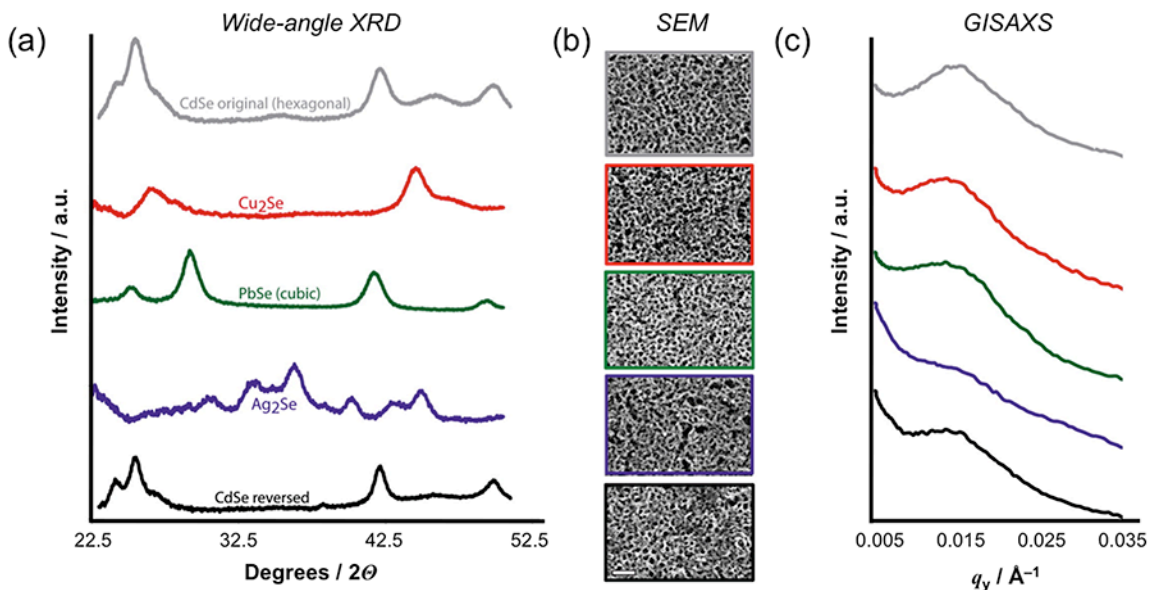 (a)
Wide-angle XRD
(b)
SEM
(c)
GISAXS
Intensity / a.u.
CdSe original (hexagonal)
Cu2Se
PbSe (cubic)
Ag2Se
CdSe reversed
22.5
32.5
42.5
52.5
Degrees / 2Θ
Intensity / a.u.
0.005
0.015
0.025
0.035
qy / Å–1